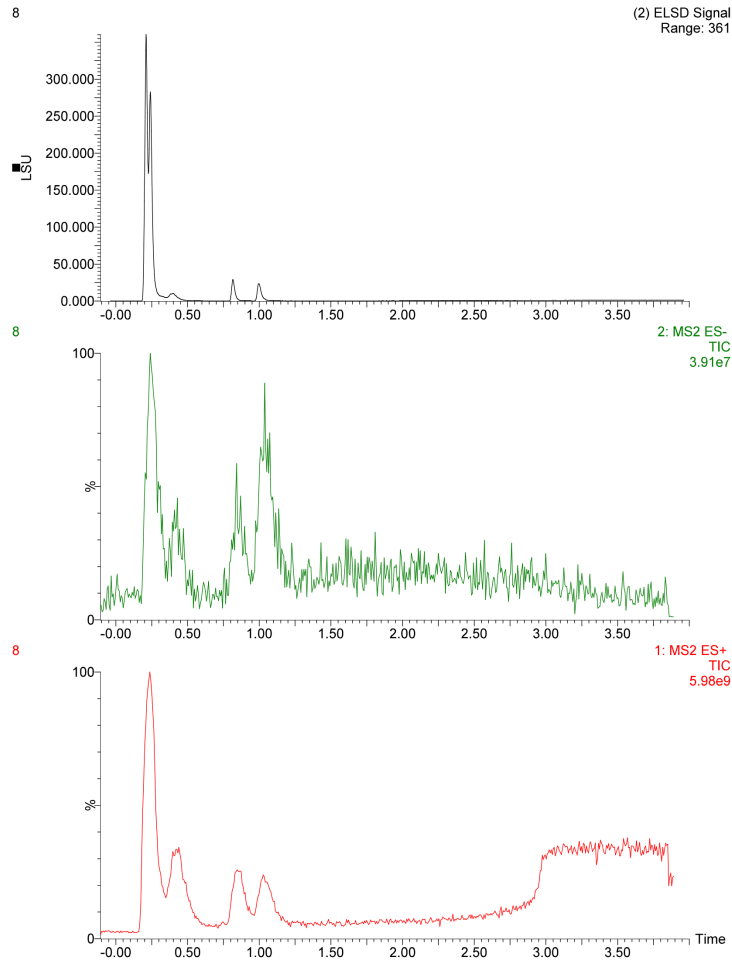 8
(2) ELSD Signal
Range: 361
LSU
300.000
250.000
200.000
150.000
100.000
50.000
0.000
-0.00 0.50 1.00 1.50 2.00 2.50 3.00 3.50
8
2: MS2 ES-
TIC
3.91e7
100
%
0
-0.00 0.50 1.00 1.50 2.00 2.50 3.00 3.50
8
1: MS2 ES+
TIC
5.98e9
100
%
0
-0.00 0.50 1.00 1.50 2.00 2.50 3.00 3.50
Time